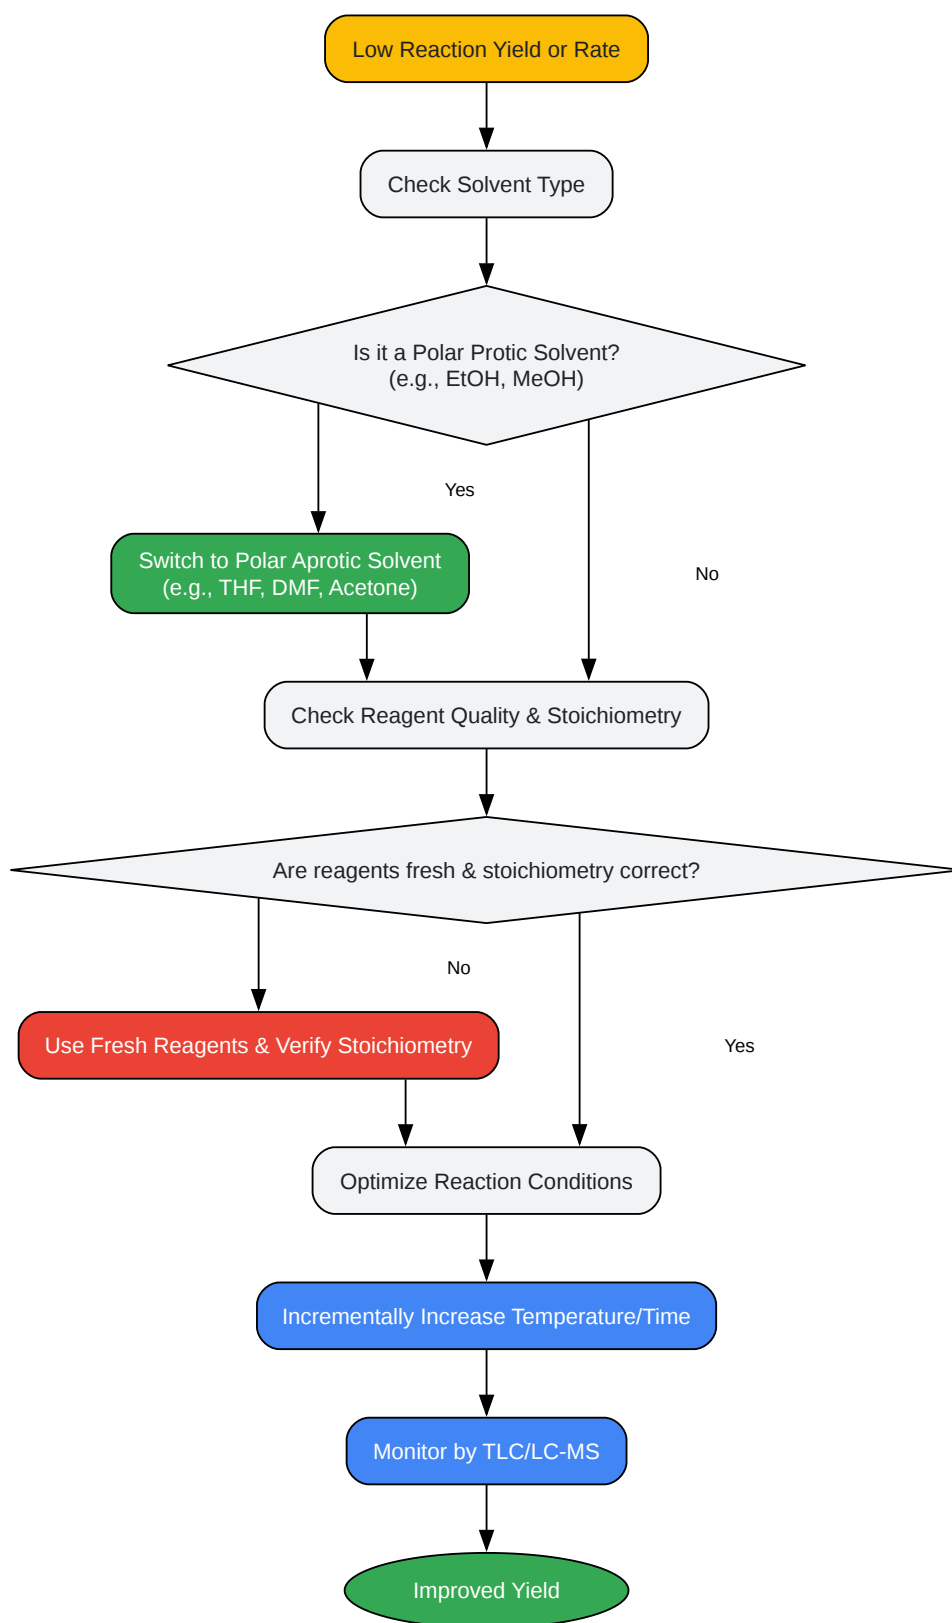 Low Reaction Yield or Rate
Check Solvent Type
Is it a Polar Protic Solvent?
(e.g., EtOH, MeOH)
Yes
Switch to Polar Aprotic Solvent
(e.g., THF, DMF, Acetone)
No
Check Reagent Quality & Stoichiometry
Are reagents fresh & stoichiometry correct?
No
Use Fresh Reagents & Verify Stoichiometry
Yes
Optimize Reaction Conditions
Incrementally Increase Temperature/Time
Monitor by TLC/LC-MS
Improved Yield